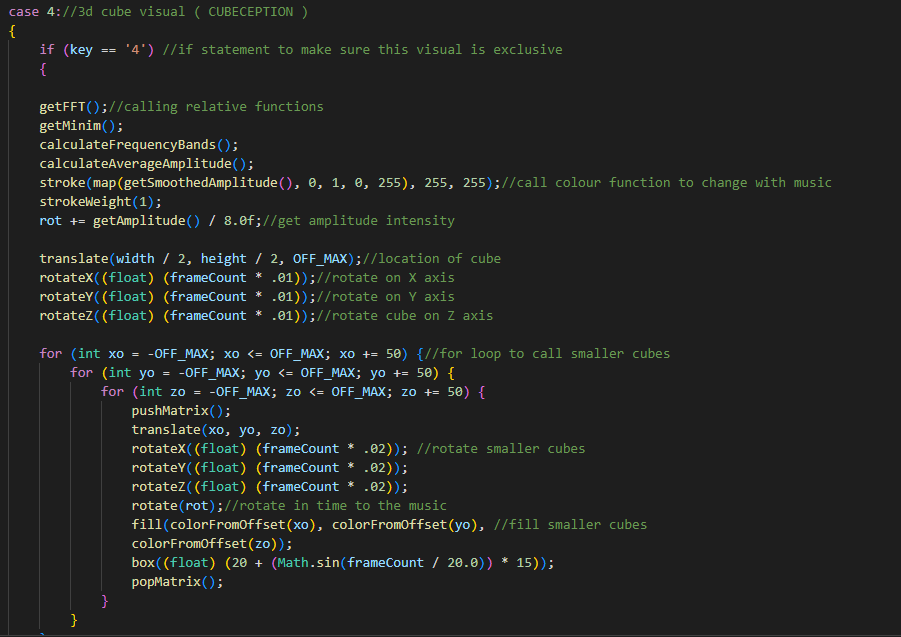 case 4://3d cube visual ( CUBECEPTION )
{
if (key == '4') //if statement to make sure this visual is exclusive
{
getFFT();//calling relative functions
getMinim();
calculateFrequencyBands();
calculateAverageAmplitude();
stroke(map(getSmoothedAmplitude(), 0, 1, 0, 255), 255, 255);//call colour function to change with music
strokeWeight(1);
rot += getAmplitude() / 8.0f;//get amplitude intensity
translate(width / 2, height / 2, OFF_MAX);//location of cube
rotateX((float) (frameCount * .01));//rotate on X axis
rotateY((float) (frameCount * .01));//rotate on Y axis
rotateZ((float) (frameCount * .01));//rotate cube on Z axis
for (int xo = -OFF_MAX; xo <= OFF_MAX; xo += 50) {//for loop to call smaller cubes
for (int yo = -OFF_MAX; yo <= OFF_MAX; yo += 50) {
for (int zo = -OFF_MAX; zo <= OFF_MAX; zo += 50) {
pushMatrix();
translate(xo, yo, zo);
rotateX((float) (frameCount * .02)); //rotate smaller cubes
rotateY((float) (frameCount * .02));
rotateZ((float) (frameCount * .02));
rotate(rot);//rotate in time to the music
fill(colorFromOffset(xo), colorFromOffset(yo), //fill smaller cubes
colorFromOffset(zo));
box((float) (20 + (Math.sin(frameCount / 20.0)) * 15));
popMatrix();
}
}